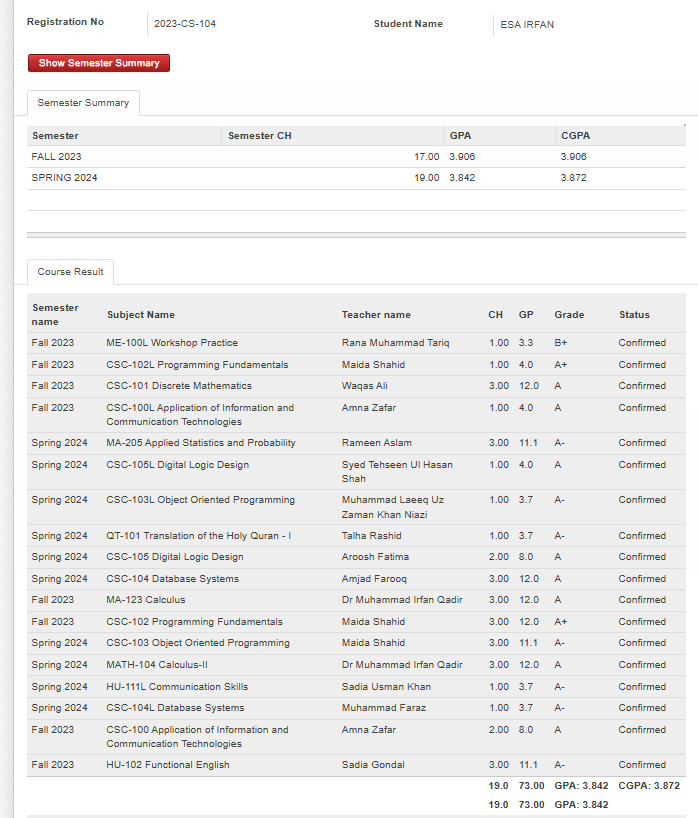 Registration No 2023-CS-104 Student Name ESA IRFAN
Show Semester Summary
Semester Summary
Semester Semester CH GPA CGPA
FALL 2023 17.00 3.906 3.906
SPRING 2024 19.00 3.842 3.872
Course Result
Semester name Subject Name Teacher name CH GP Grade Status
Fall 2023 ME-100L Workshop Practice Rana Muhammad Tariq 1.00 3.3 B+ Confirmed
Fall 2023 CSC-102L Programming Fundamentals Maida Shahid 1.00 4.0 A+ Confirmed
Fall 2023 CSC-101 Discrete Mathematics Waqas Ali 3.00 12.0 A Confirmed
Fall 2023 CSC-100L Application of Information and Communication Technologies Amna Zafar 1.00 4.0 A Confirmed
Spring 2024 MA-205 Applied Statistics and Probability Rameen Aslam 3.00 11.1 A- Confirmed
Spring 2024 CSC-105L Digital Logic Design Syed Tehseen Ul Hasan Shah 1.00 4.0 A Confirmed
Spring 2024 CSC-103L Object Oriented Programming Muhammad Laeeq Uz Zaman Khan Niazi 1.00 3.7 A- Confirmed
Spring 2024 QT-101 Translation of the Holy Quran - I Talha Rashid 1.00 3.7 A- Confirmed
Spring 2024 CSC-105 Digital Logic Design Aroosh Fatima 2.00 8.0 A Confirmed
Spring 2024 CSC-104 Database Systems Amjad Farooq 3.00 12.0 A Confirmed
Fall 2023 MA-123 Calculus Dr Muhammad Irfan Qadir 3.00 12.0 A Confirmed
Fall 2023 CSC-102 Programming Fundamentals Maida Shahid 3.00 12.0 A+ Confirmed
Spring 2024 CSC-103 Object Oriented Programming Maida Shahid 3.00 11.1 A- Confirmed
Spring 2024 MATH-104 Calculus-II Dr Muhammad Irfan Qadir 3.00 12.0 A Confirmed
Spring 2024 HU-111L Communication Skills Sadia Usman Khan 1.00 3.7 A- Confirmed
Spring 2024 CSC-104L Database Systems Muhammad Faraz 1.00 3.7 A- Confirmed
Fall 2023 CSC-100 Application of Information and Communication Technologies Amna Zafar 2.00 8.0 A Confirmed
Fall 2023 HU-102 Functional English Sadia Gondal 3.00 11.1 A- Confirmed
19.0 73.00 GPA: 3.842 CGPA: 3.872
19.0 73.00 GPA: 3.842